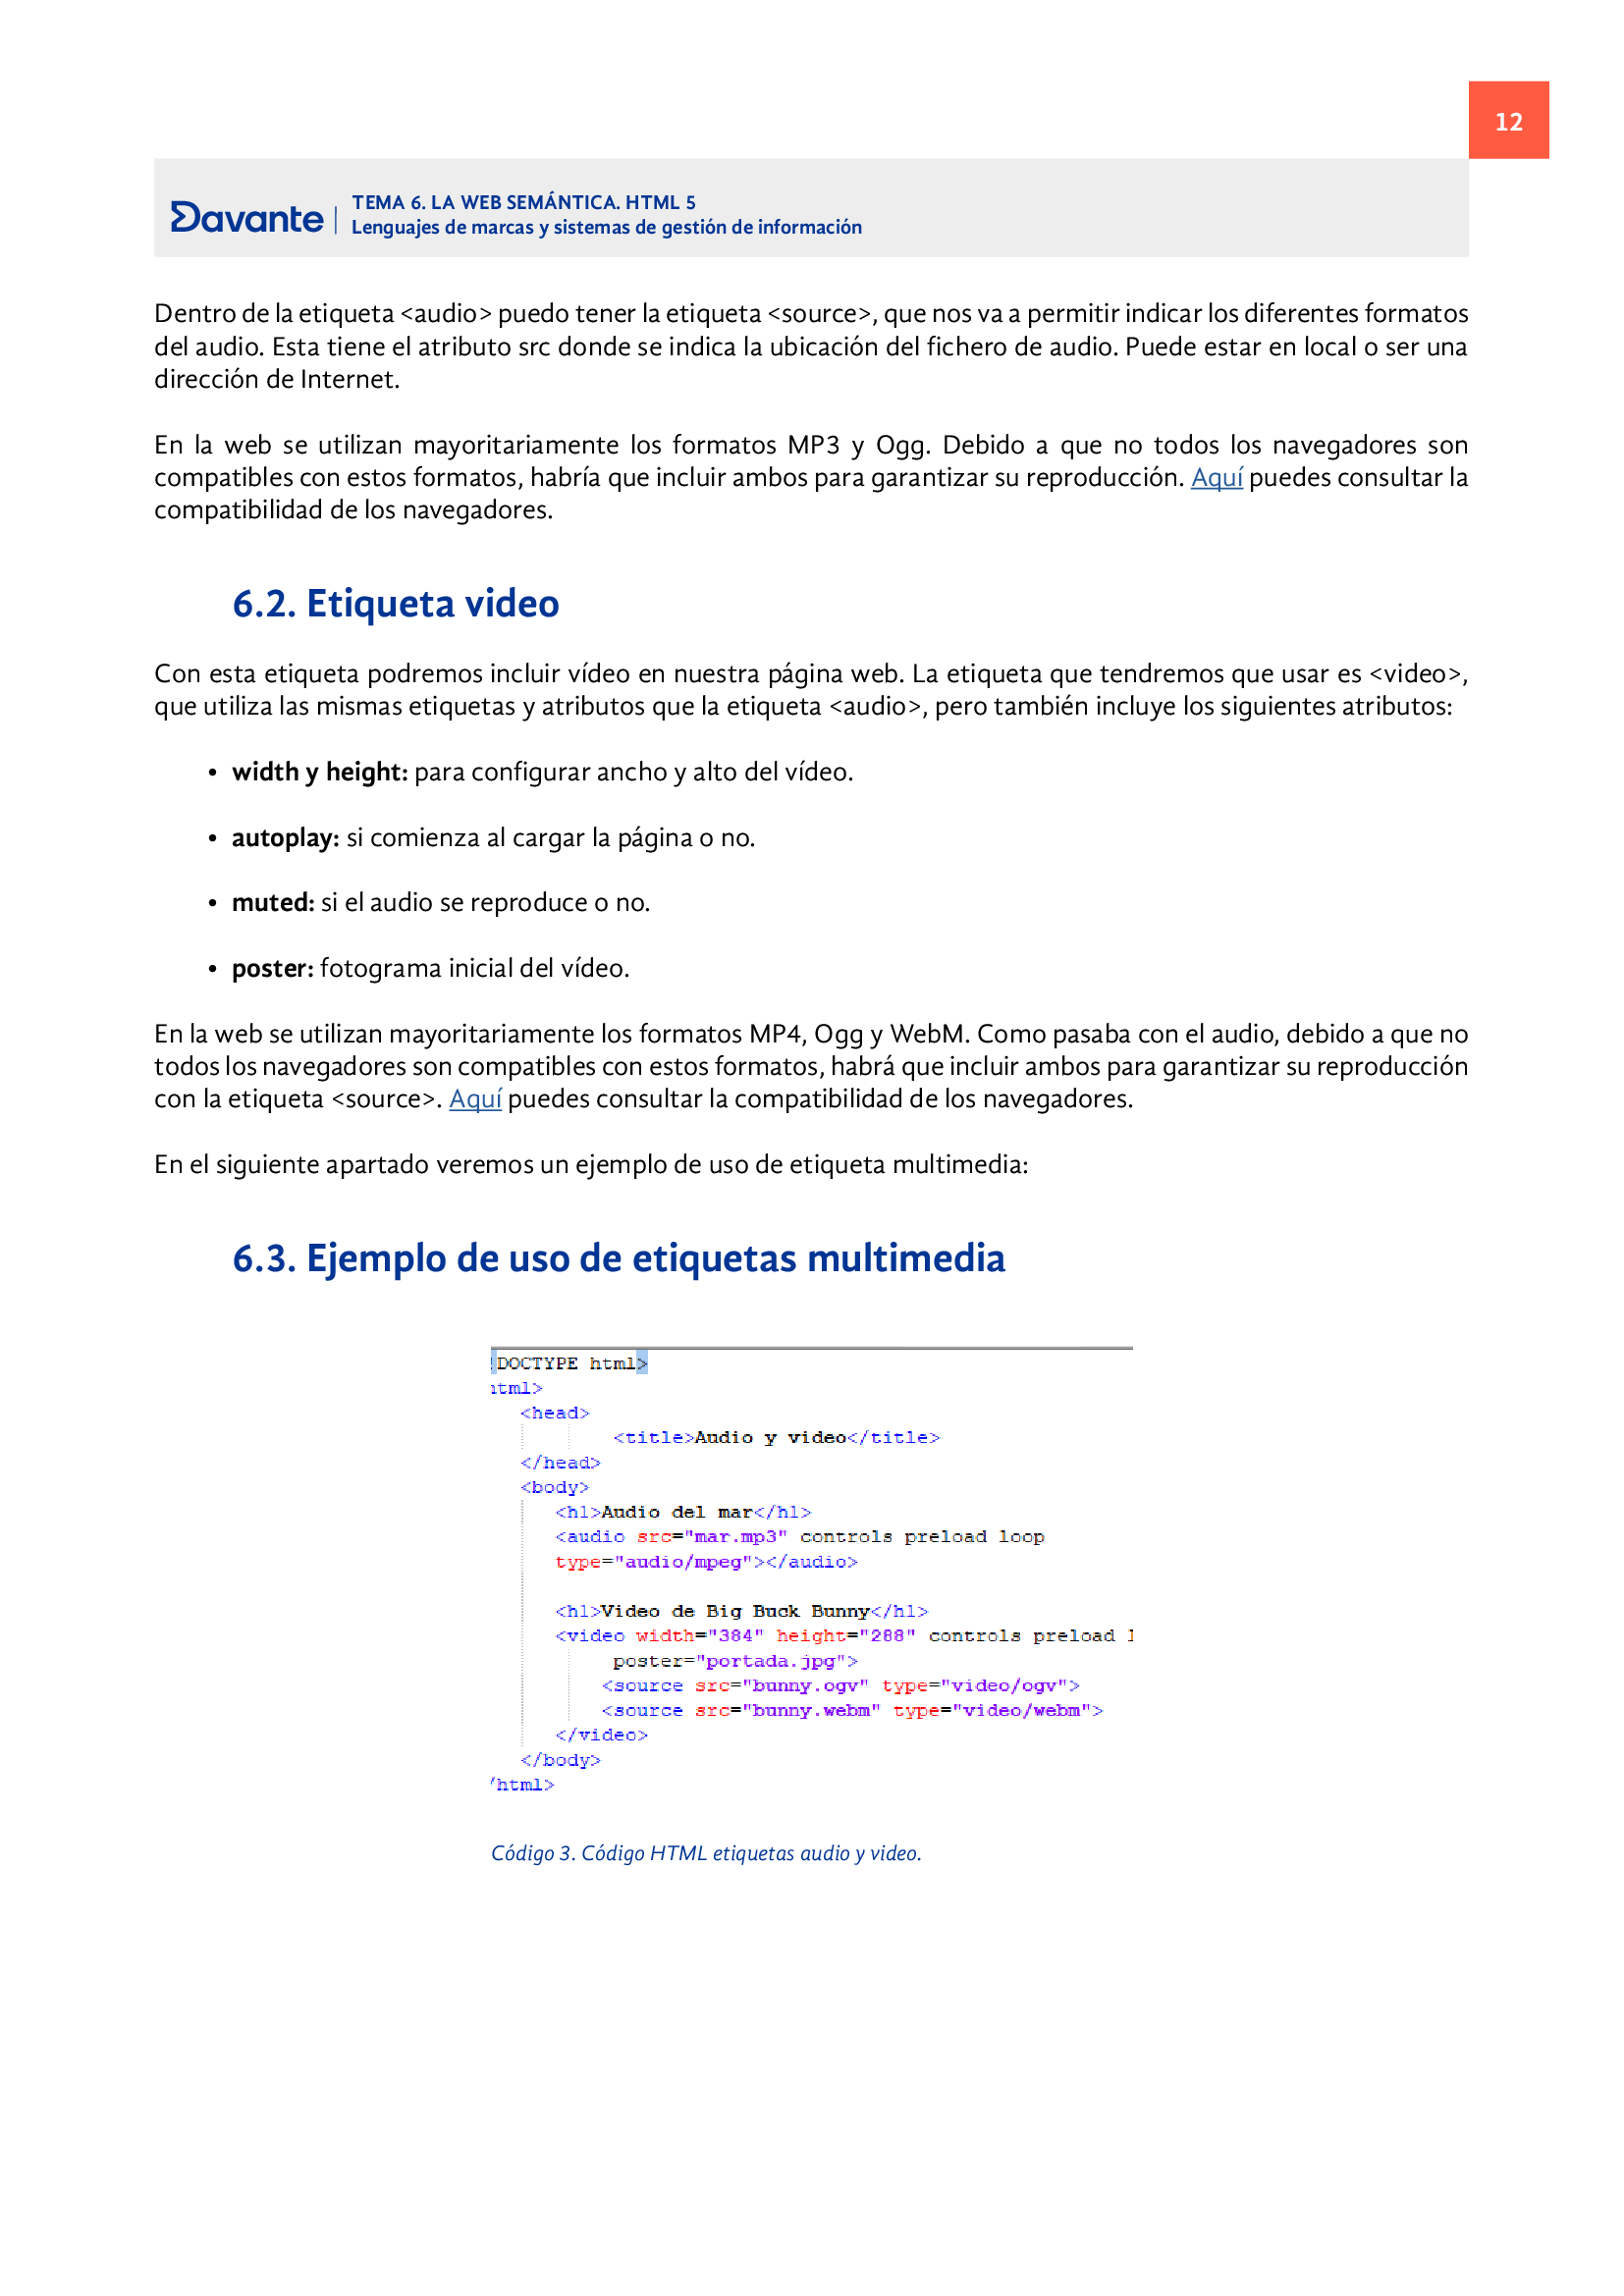 12
Davante
TEMA 6. LA WEB SEMÁNTICA. HTML 5
Lenguajes de marcas y sistemas de gestión de información
Dentro de la etiqueta <audio> puedo tener la etiqueta <source>, que nos va a permitir indicar los diferentes formatos
del audio. Esta tiene el atributo src donde se indica la ubicación del fichero de audio. Puede estar en local o ser una
dirección de Internet.
En la web se utilizan mayoritariamente los formatos MP3 y Ogg. Debido a que no todos los navegadores son
compatibles con estos formatos, habría que incluir ambos para garantizar su reproducción. Aquí puedes consultar la
compatibilidad de los navegadores.
6.2. Etiqueta video
Con esta etiqueta podremos incluir vídeo en nuestra página web. La etiqueta que tendremos que usar es <video>,
que utiliza las mismas etiquetas y atributos que la etiqueta <audio>, pero también incluye los siguientes atributos:
• width y height: para configurar ancho y alto del vídeo.
• autoplay: si comienza al cargar la página o no.
• muted: si el audio se reproduce o no.
• poster: fotograma inicial del vídeo.
En la web se utilizan mayoritariamente los formatos MP4, Ogg y WebM. Como pasaba con el audio, debido a que no
todos los navegadores son compatibles con estos formatos, habrá que incluir ambos para garantizar su reproducción
con la etiqueta <source>. Aquí puedes consultar la compatibilidad de los navegadores.
En el siguiente apartado veremos un ejemplo de uso de etiqueta multimedia:
6.3. Ejemplo de uso de etiquetas multimedia
!DOCTYPE html>
html>
<head>
<title>Audio y video</title>
</head>
<body>
<h1>Audio del mar</h1>
<audio src="mar.mp3" controls preload loop
type="audio/mpeg"></audio>
<h1>Video de Big Buck Bunny</h1>
<video width="384" height="288" controls preload
poster="portada.jpg">
<source src="bunny.ogv" type="video/ogv">
<source src="bunny.webm" type="video/webm">
</video>
</body>
/html>
Código 3. Código HTML etiquetas audio y video.